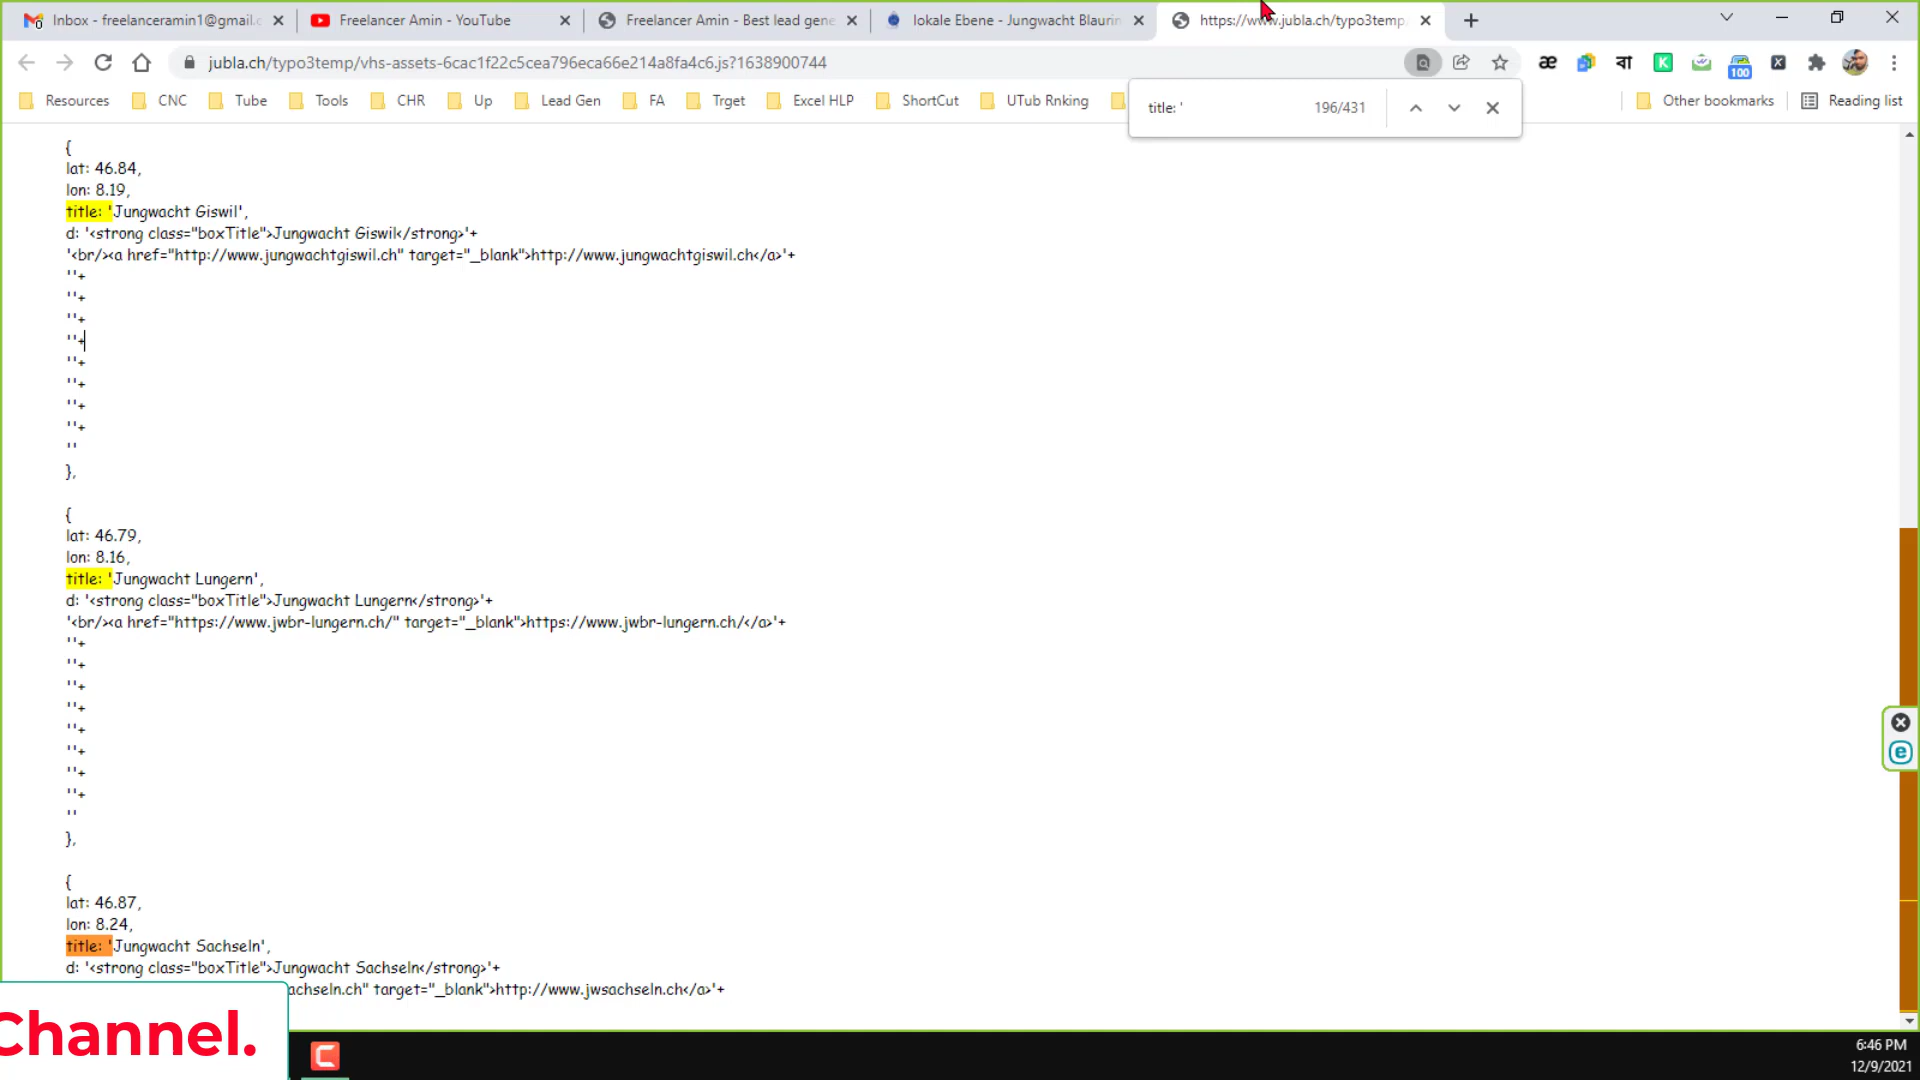 Inbox - freelanceramin1@gmail.c
Freelancer Amin - YouTube
Freelancer Amin - Best lead gene
lokale Ebene - Jungwacht Blaurin
https://www.jubla.ch/typo3temp
jubla.ch/typo3temp/vhs-assets-6cac1f22c5cea796eca66e214a8fa4c6.js?1638900744
100
Resources
CNC
Tube
Tools
CHR
Up
Lead Gen
FA
Trget
Excel HLP
ShortCut
UTub Rnking
Other bookmarks
Reading list
title: '
196/431
{
lat: 46.84,
lon: 8.19,
title: 'Jungwacht Giswil',
d: '<strong class="boxTitle">Jungwacht Giswil</strong>'+
'<br/><a href="http://www.jungwachtgiswil.ch" target="_blank">http://www.jungwachtgiswil.ch</a>'+
''+
''+
''+
''+
''+
''+
''+
''+
''
},
{
lat: 46.79,
lon: 8.16,
title: 'Jungwacht Lungern',
d: '<strong class="boxTitle">Jungwacht Lungern</strong>'+
'<br/><a href="https://www.jwbr-lungern.ch/" target="_blank">https://www.jwbr-lungern.ch/</a>'+
''+
''+
''+
''+
''+
''+
''+
''+
''
},
{
lat: 46.87,
lon: 8.24,
title: 'Jungwacht Sachseln',
d: '<strong class="boxTitle">Jungwacht Sachseln</strong>'+
achseln.ch" target="_blank">http://www.jwsachseln.ch</a>'+
Channel.
6:46 PM
12/9/2021